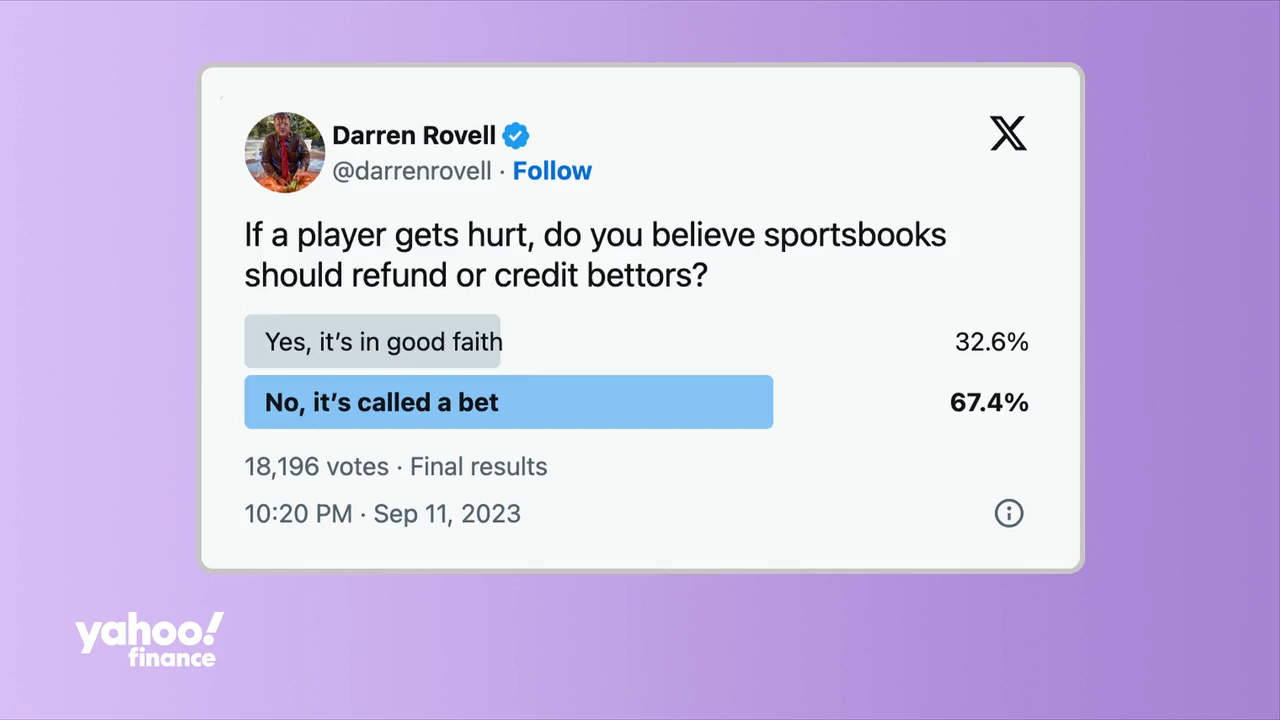 Darren Rovell
@darrenrovell · Follow
If a player gets hurt, do you believe sportsbooks
should refund or credit bettors?
Yes, it’s in good faith 32.6%
No, it’s called a bet 67.4%
18,196 votes · Final results
10:20 PM · Sep 11, 2023
yahoo!
finance